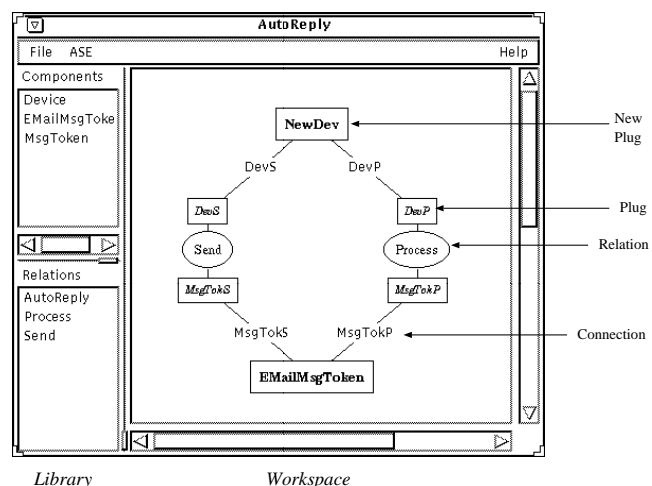 AutoReply
File ASE Help
Components
Device
EMailMsgToke
MsgToken
Relations
AutoReply
Process
Send
NewDev
DevS DevP
DevS DevP
Send Process
MsgTokS MsgTokP
MsgTokS MsgTokP
EMailMsgToken
New
Plug
Plug
Relation
Connection
Library Workspace